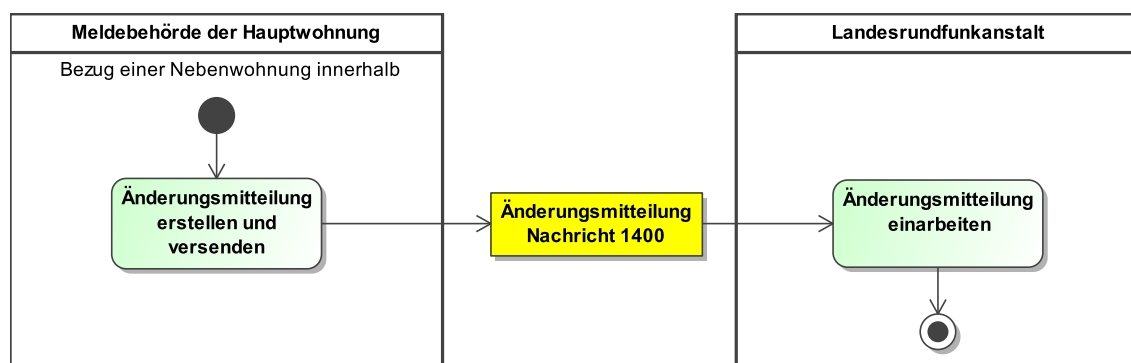 Meldebehörde der Hauptwohnung
Landesrundfunkanstalt
Bezug einer Nebenwohnung innerhalb
Änderungsmitteilung
erstellen und
versenden
Änderungsmitteilung
Nachricht 1400
Änderungsmitteilung
einarbeiten